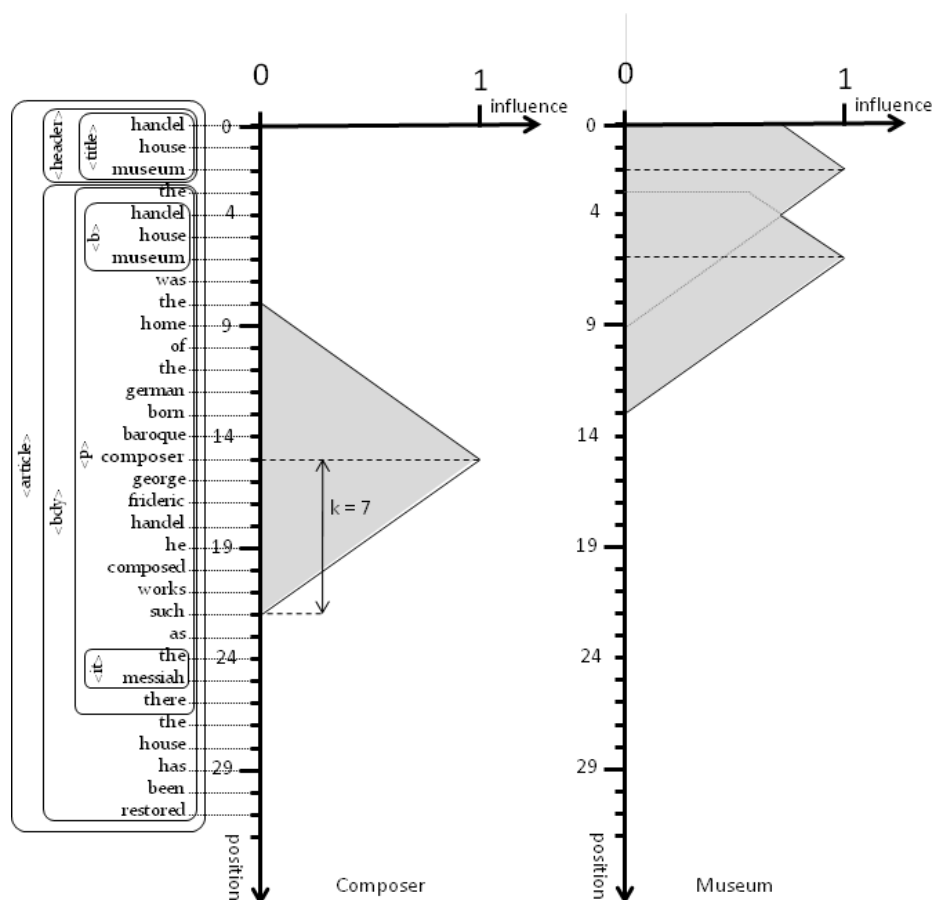 0 1 influence
0 1 influence
<article>
<header>
<title>
handel
house
museum
<bdy>
<p>
the
<b>
handel
house
museum
was
the
home
of
the
german
born
baroque
composer
george
frideric
handel
he
composed
works
such
as
<it>
the
messiah
there
the
house
has
been
restored
0
4
9
14
19
24
29
k = 7
position
Composer
0
4
9
14
19
24
29
position
Museum